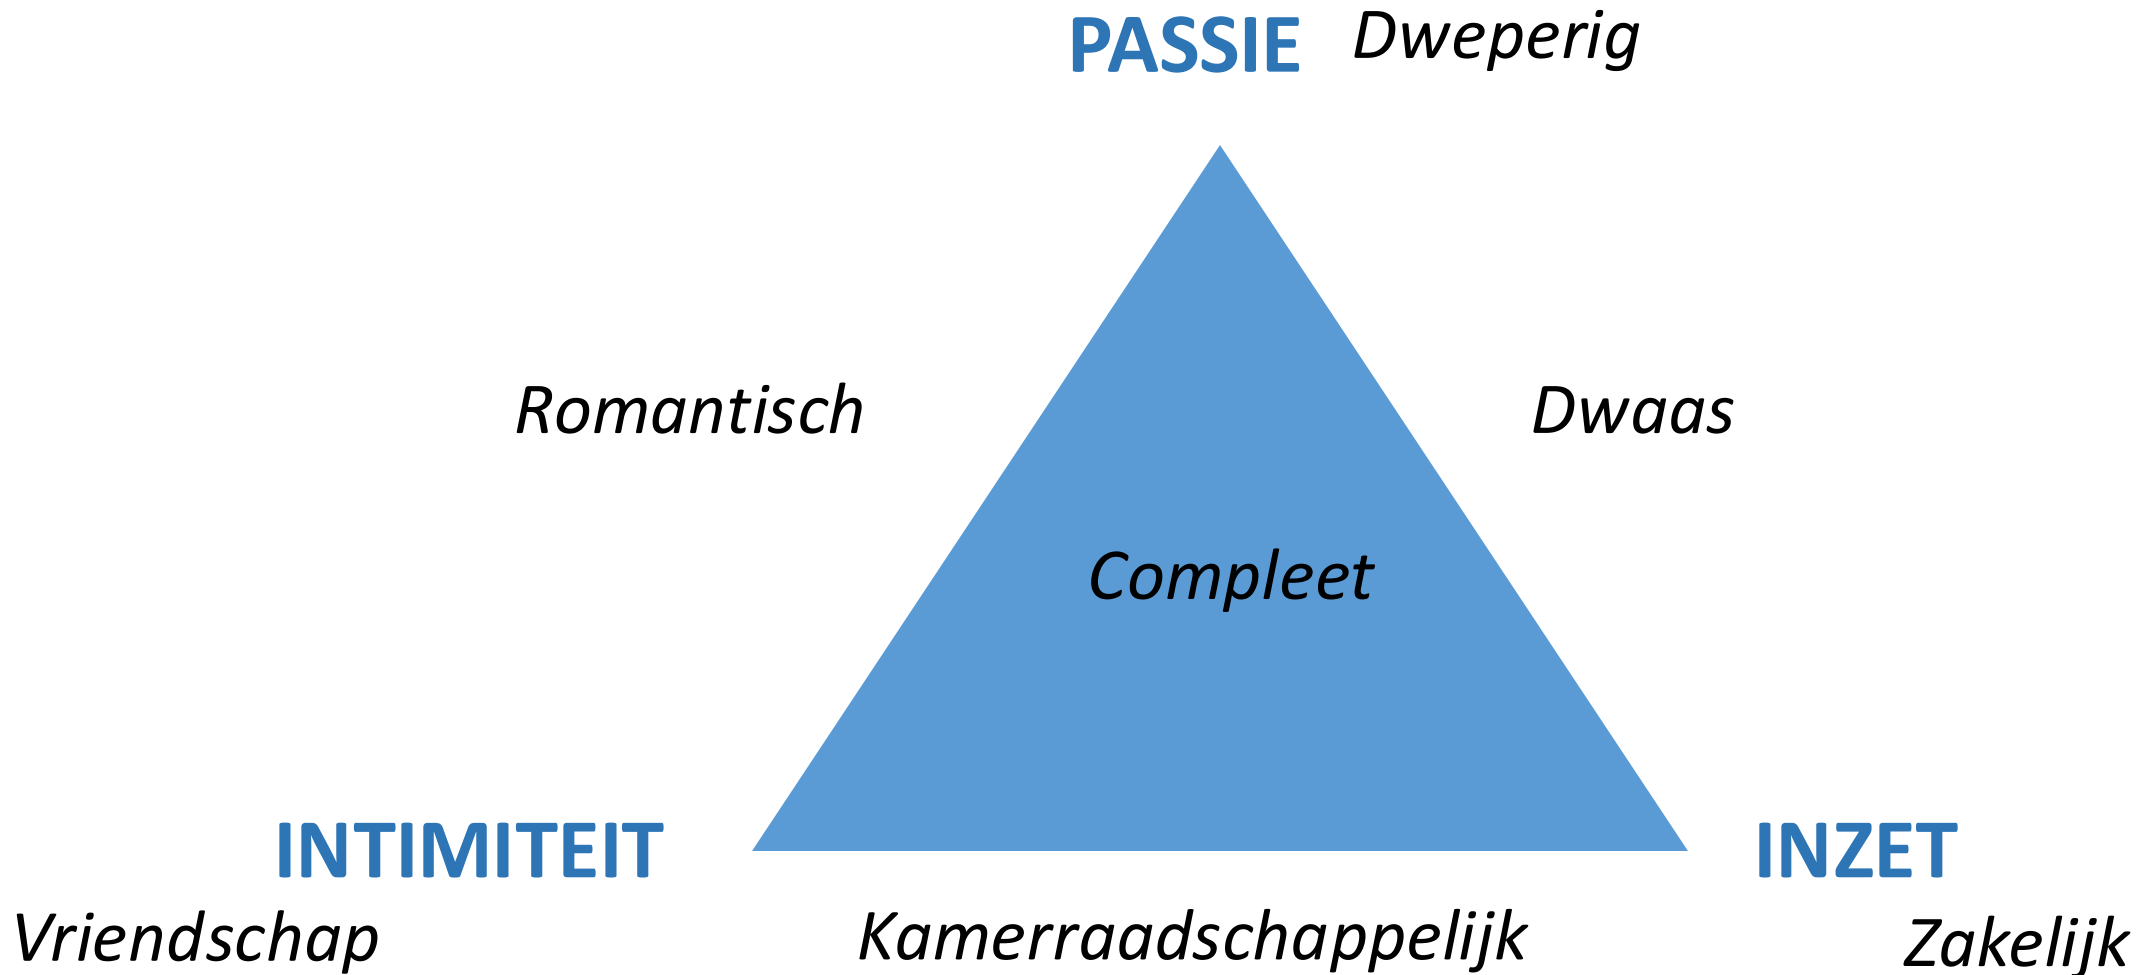 PASSIE Dweperig
Romantisch
Dwaas
Compleet
INTIMITEIT
INZET
Vriendschap
Kamerraadschappelijk
Zakelijk